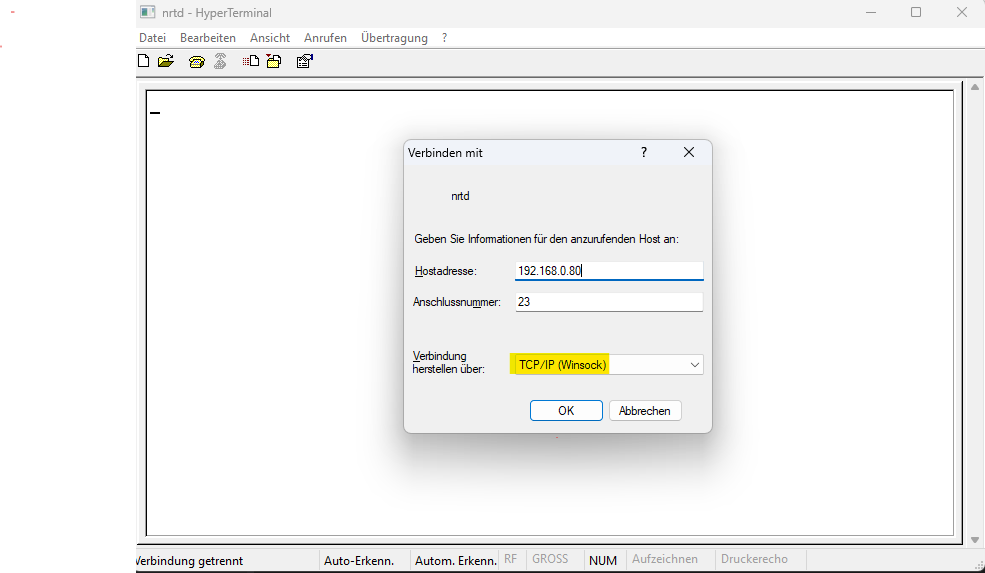 nrtd - HyperTerminal
Datei Bearbeiten Ansicht Anrufen Übertragung ?
Verbinden mit ?
nrtd
Geben Sie Informationen für den anzurufenden Host an:
Hostadresse: 192.168.0.80
Anschlussnummer: 23
Verbindung
herstellen über: TCP/IP (Winsock)
OK Abbrechen
Verbindung getrennt Auto-Erkenn. Autom. Erkenn. RF GROSS NUM Aufzeichnen Druckerecho